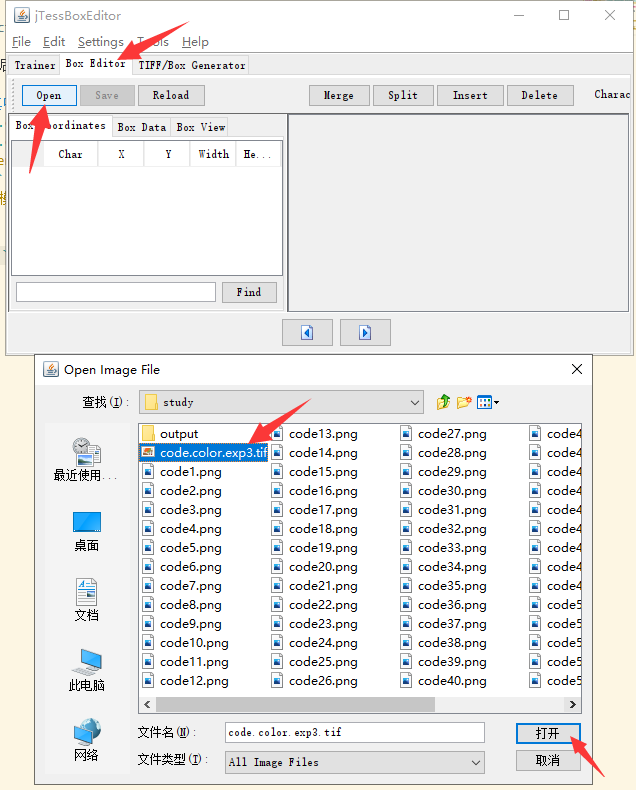 jTessBoxEditor
File Edit Settings Tools Help
Trainer Box Editor TIFF/Box Generator
Open Save Reload Merge Split Insert Delete Charac
Box Coordinates Box Data Box View
Char X Y Width He...
Find
Open Image File
查找(I): study
最近使用...
桌面
文档
此电脑
网络
output code13.png code27.png code4
code.color.exp3.tif code14.png code28.png code4
code1.png code15.png code29.png code4
code2.png code16.png code30.png code4
code3.png code17.png code31.png code4
code4.png code18.png code32.png code4
code5.png code19.png code33.png code4
code6.png code20.png code34.png code4
code7.png code21.png code35.png code4
code8.png code22.png code36.png code5
code9.png code23.png code37.png code5
code10.png code24.png code38.png code5
code11.png code25.png code39.png code5
code12.png code26.png code40.png code5
文件名(N): code.color.exp3.tif 打开
文件类型(T): All Image Files 取消